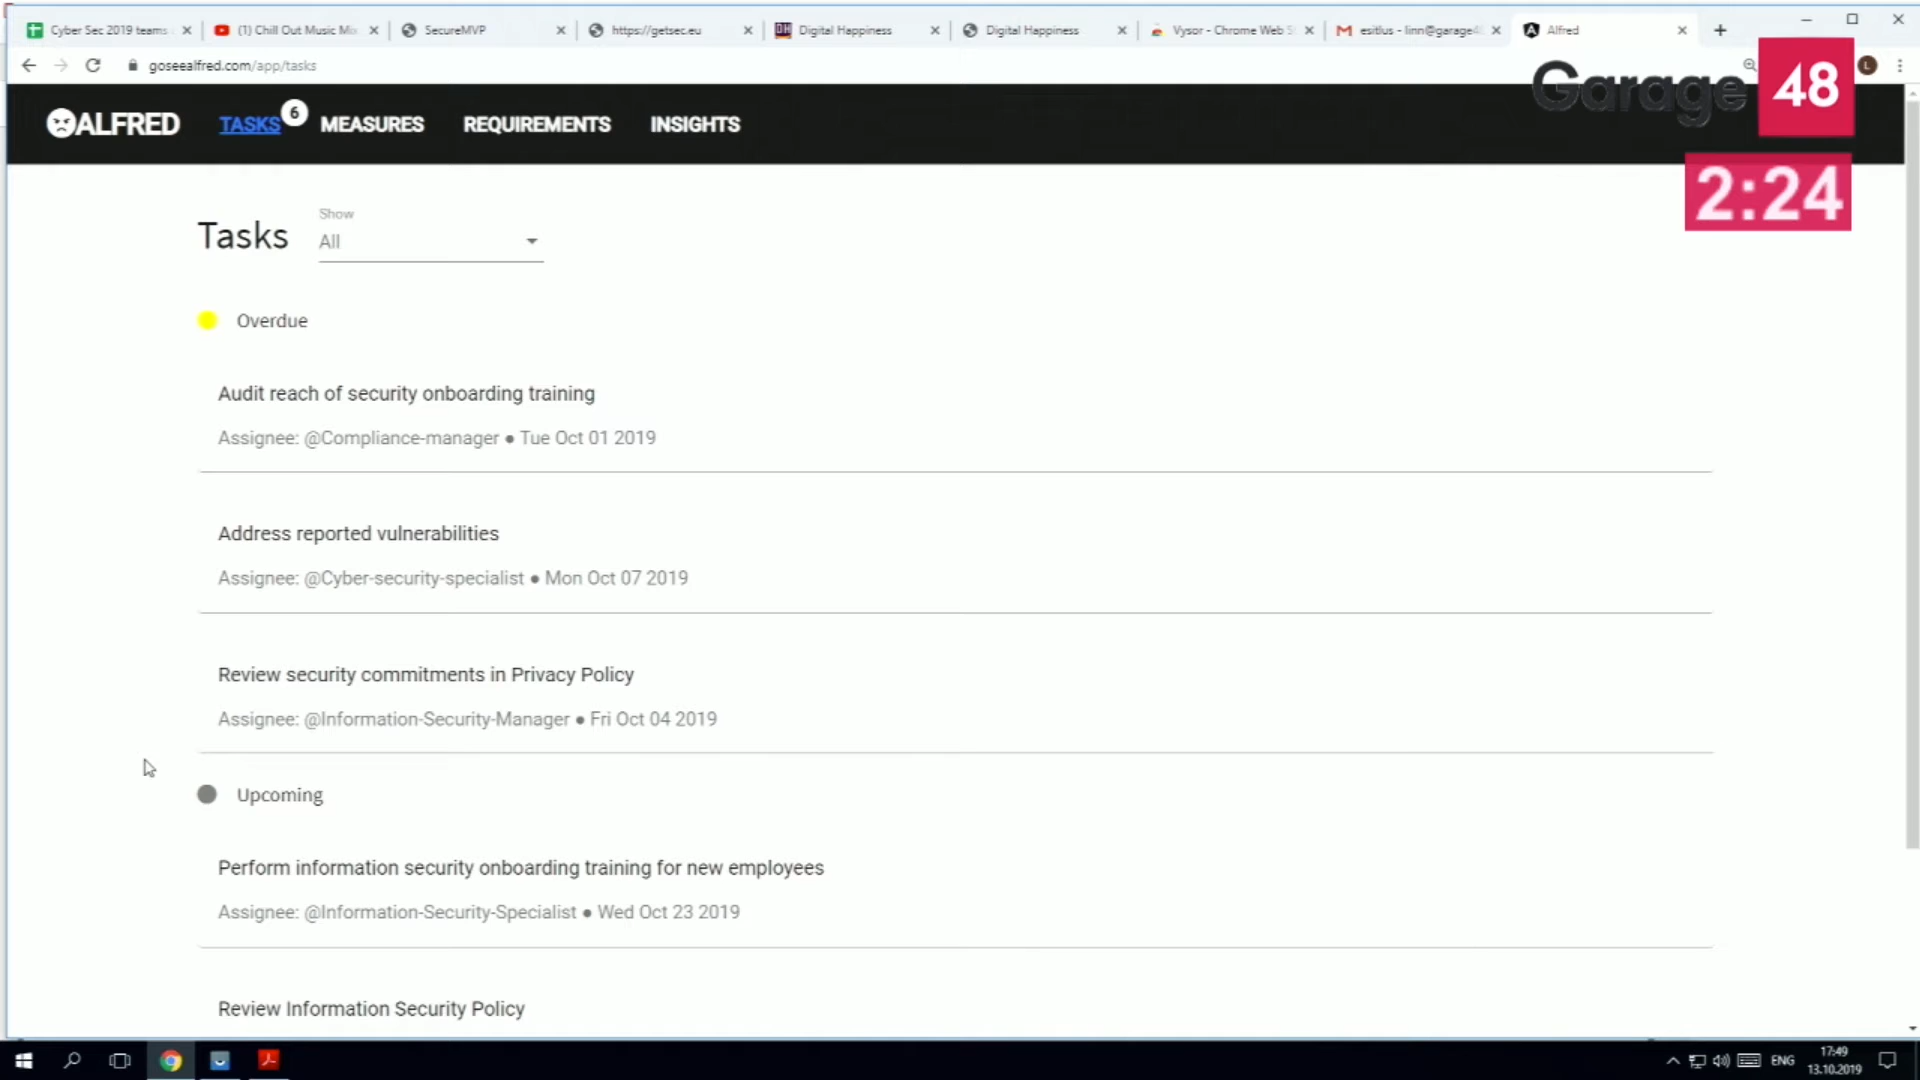 Cyber Sec 2019 teams
(1) Chill Out Music Mix
SecureMVP
https://getsec.eu
Digital Happiness
Digital Happiness
Vysor - Chrome Web S
esitlus - linn@garage48
Alfred
goseealfred.com/app/tasks
L
Garage
48
2:24
ALFRED
TASKS
6
MEASURES
REQUIREMENTS
INSIGHTS
Tasks
Show
All
Overdue
Audit reach of security onboarding training
Assignee: @Compliance-manager • Tue Oct 01 2019
Address reported vulnerabilities
Assignee: @Cyber-security-specialist • Mon Oct 07 2019
Review security commitments in Privacy Policy
Assignee: @Information-Security-Manager • Fri Oct 04 2019
Upcoming
Perform information security onboarding training for new employees
Assignee: @Information-Security-Specialist • Wed Oct 23 2019
Review Information Security Policy
ENG
17:49
13.10.2019